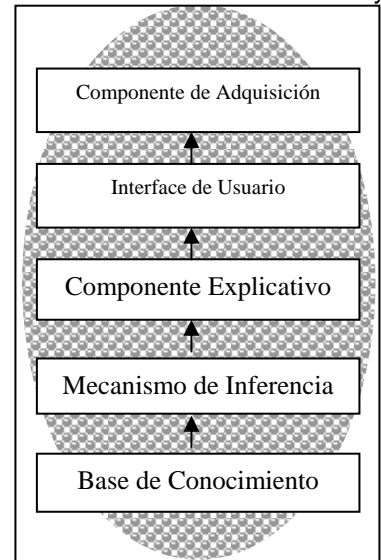 Componente de Adquisición
Interface de Usuario
Componente Explicativo
Mecanismo de Inferencia
Base de Conocimiento